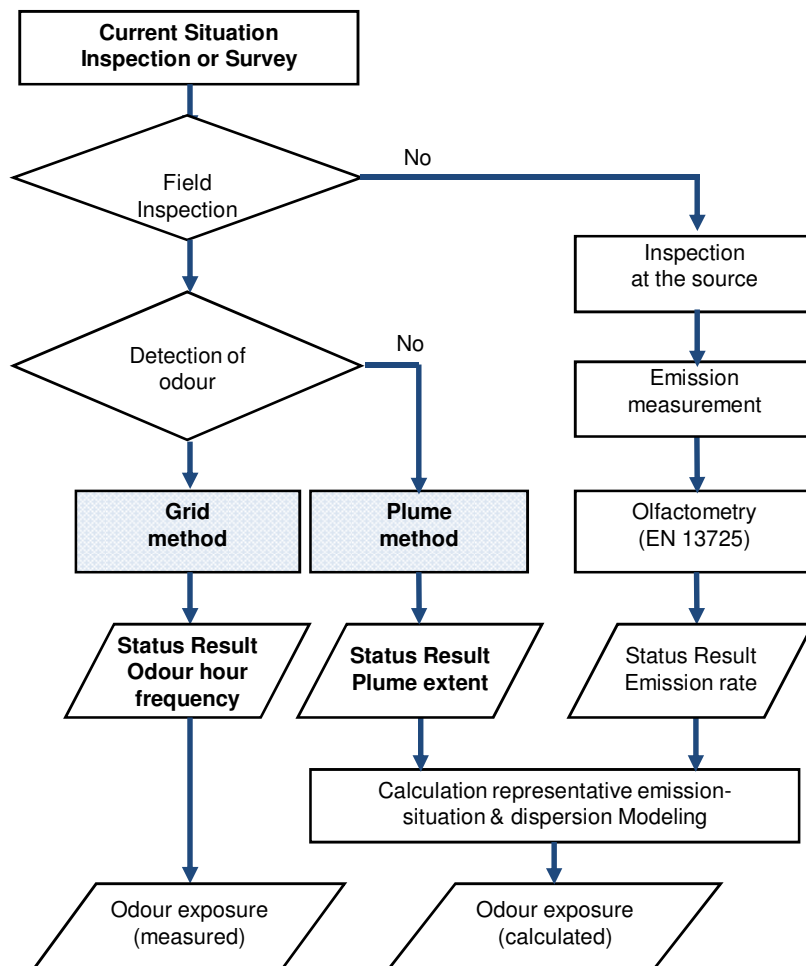 Current Situation
Inspection or Survey
No
Field
Inspection
Inspection
at the source
No
Detection of
odour
Emission
measurement
Grid
method
Plume
method
Olfactometry
(EN 13725)
Status Result
Odour hour
frequency
Status Result
Plume extent
Status Result
Emission rate
Calculation representative emission-
situation & dispersion Modeling
Odour exposure
(measured)
Odour exposure
(calculated)